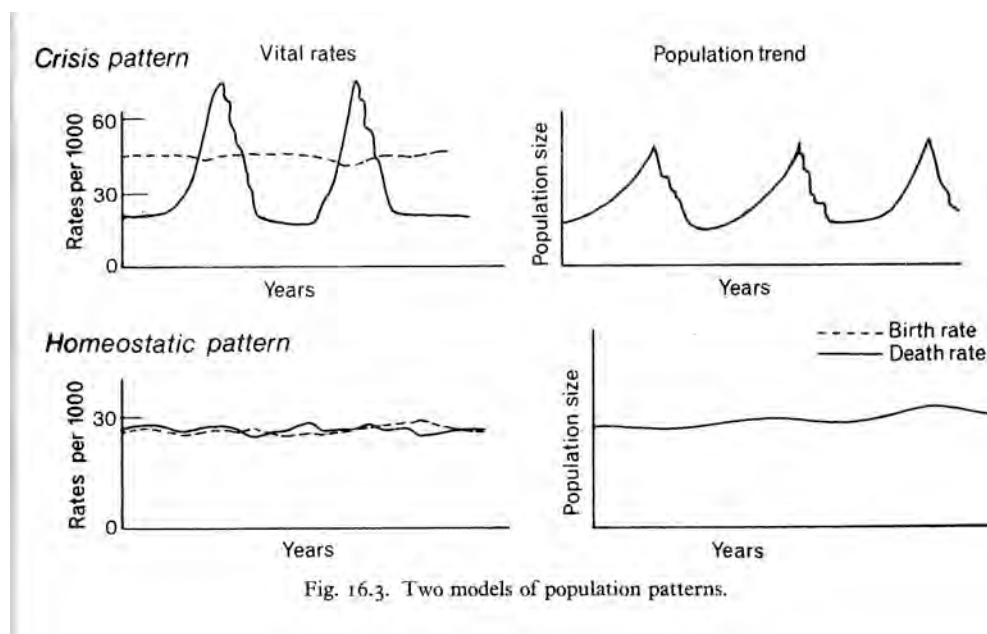 Crisis pattern
Vital rates
Population trend
Rates per 1000
60
30
0
Years
Population size
Years
Homeostatic pattern
Birth rate
Death rate
Rates per 1000
30
0
Years
Population size
Years
Fig. 16.3. Two models of population patterns.